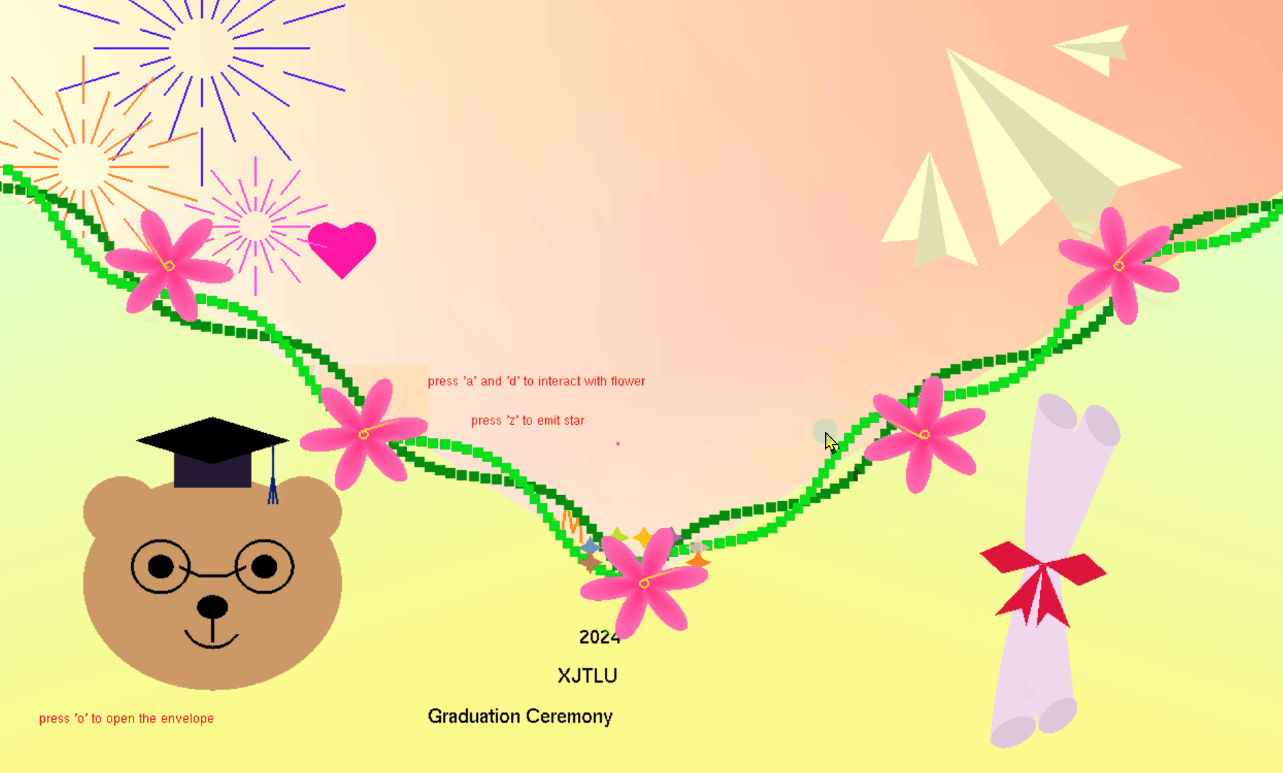 press 'a' and 'd' to interact with flower
press 'z' to emit star
2024
XJTLU
Graduation Ceremony
press 'o' to open the envelope